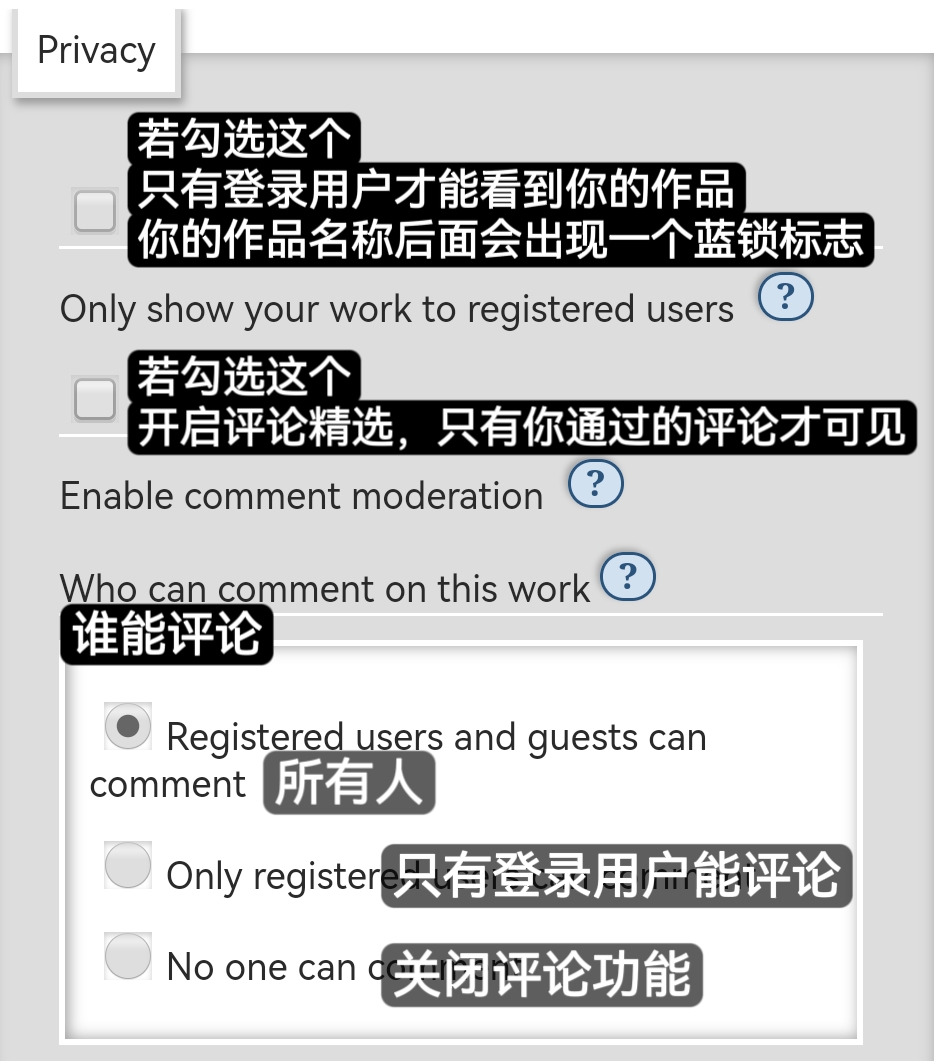 Privacy
若勾选这个
只有登录用户才能看到你的作品
你的作品名称后面会出现一个蓝锁标志
Only show your work to registered users ?
若勾选这个
开启评论精选，只有你通过的评论才可见
Enable comment moderation ?
Who can comment on this work ?
谁能评论
Registered users and guests can
comment 所有人
Only registered users can comment 只有登录用户能评论
No one can comment 关闭评论功能